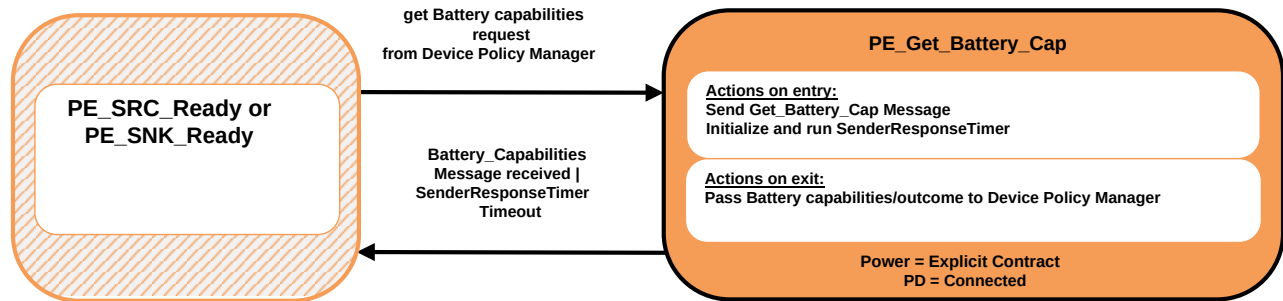 PE_SRC_Ready or
PE_SNK_Ready
get Battery capabilities
request
from Device Policy Manager
Battery_Capabilities
Message received |
SenderResponseTimer
Timeout
PE_Get_Battery_Cap
Actions on entry:
Send Get_Battery_Cap Message
Initialize and run SenderResponseTimer
Actions on exit:
Pass Battery capabilities/outcome to Device Policy Manager
Power = Explicit Contract
PD = Connected